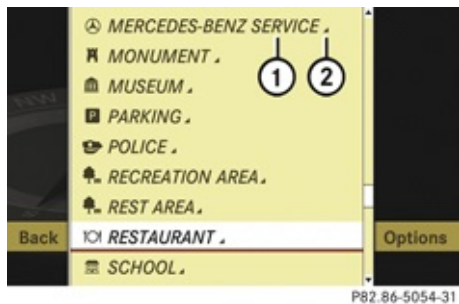 MERCEDES-BENZ SERVICE
1 2
MONUMENT
MUSEUM
P PARKING
POLICE
RECREATION AREA
REST AREA
Back RESTAURANT Options
SCHOOL
P82.86-5054-31